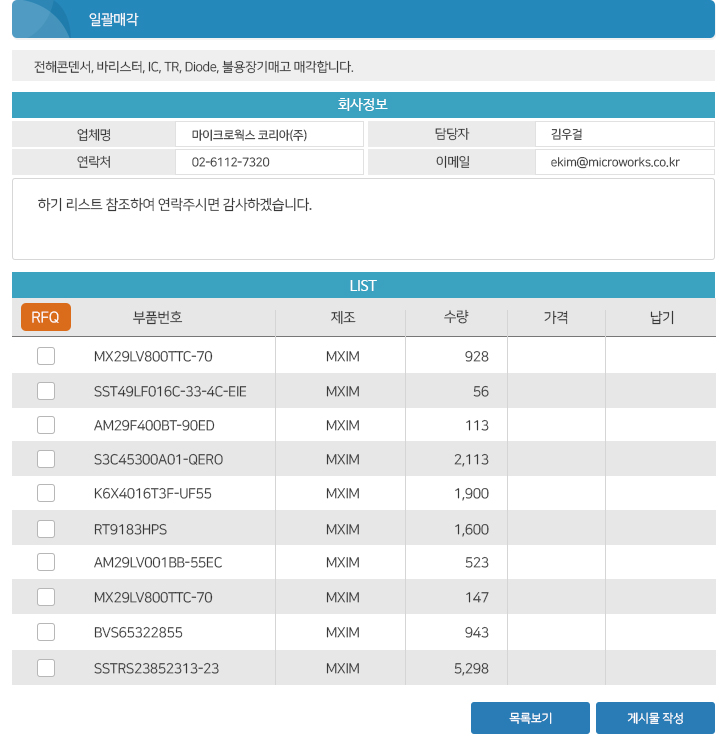 일괄매각
전해콘덴서, 바리스터, IC, TR, Diode, 불용장기매고 매각합니다.
회사정보
업체명 마이크로웍스 코리아(주) 담당자 김우걸
연락처 02-6112-7320 이메일 ekim@microworks.co.kr
하기 리스트 참조하여 연락주시면 감사하겠습니다.
LIST
RFQ 부품번호 제조 수량 가격 납기
MX29LV800TTC-70 MXIM 928
SST49LF016C-33-4C-EIE MXIM 56
AM29F400BT-90ED MXIM 113
S3C45300A01-QERO MXIM 2,113
K6X4016T3F-UF55 MXIM 1,900
RT9183HPS MXIM 1,600
AM29LV001BB-55EC MXIM 523
MX29LV800TTC-70 MXIM 147
BVS65322855 MXIM 943
SSTRS23852313-23 MXIM 5,298
목록보기 게시물 작성